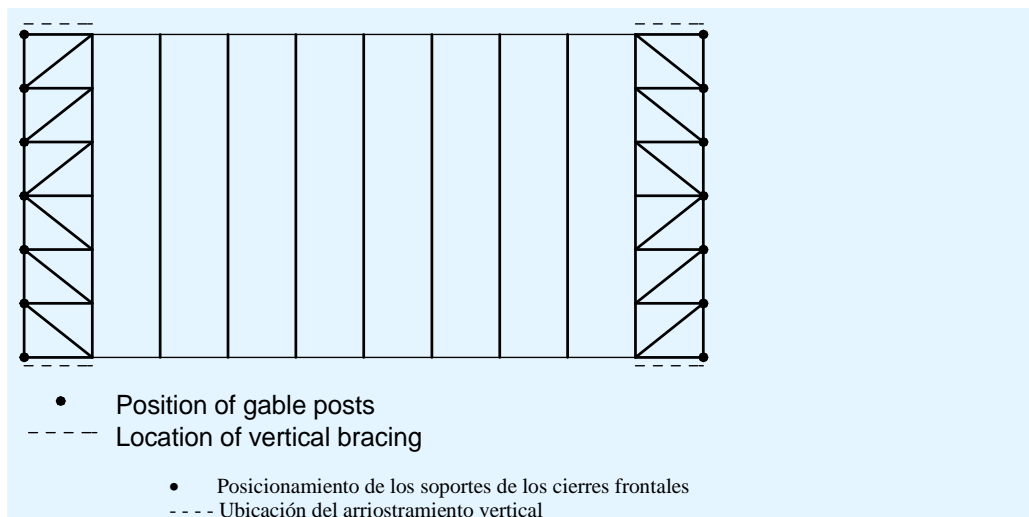 Position of gable posts
Location of vertical bracing
• Posicionamiento de los soportes de los cierres frontales
- - - - Ubicación del arriostramiento vertical